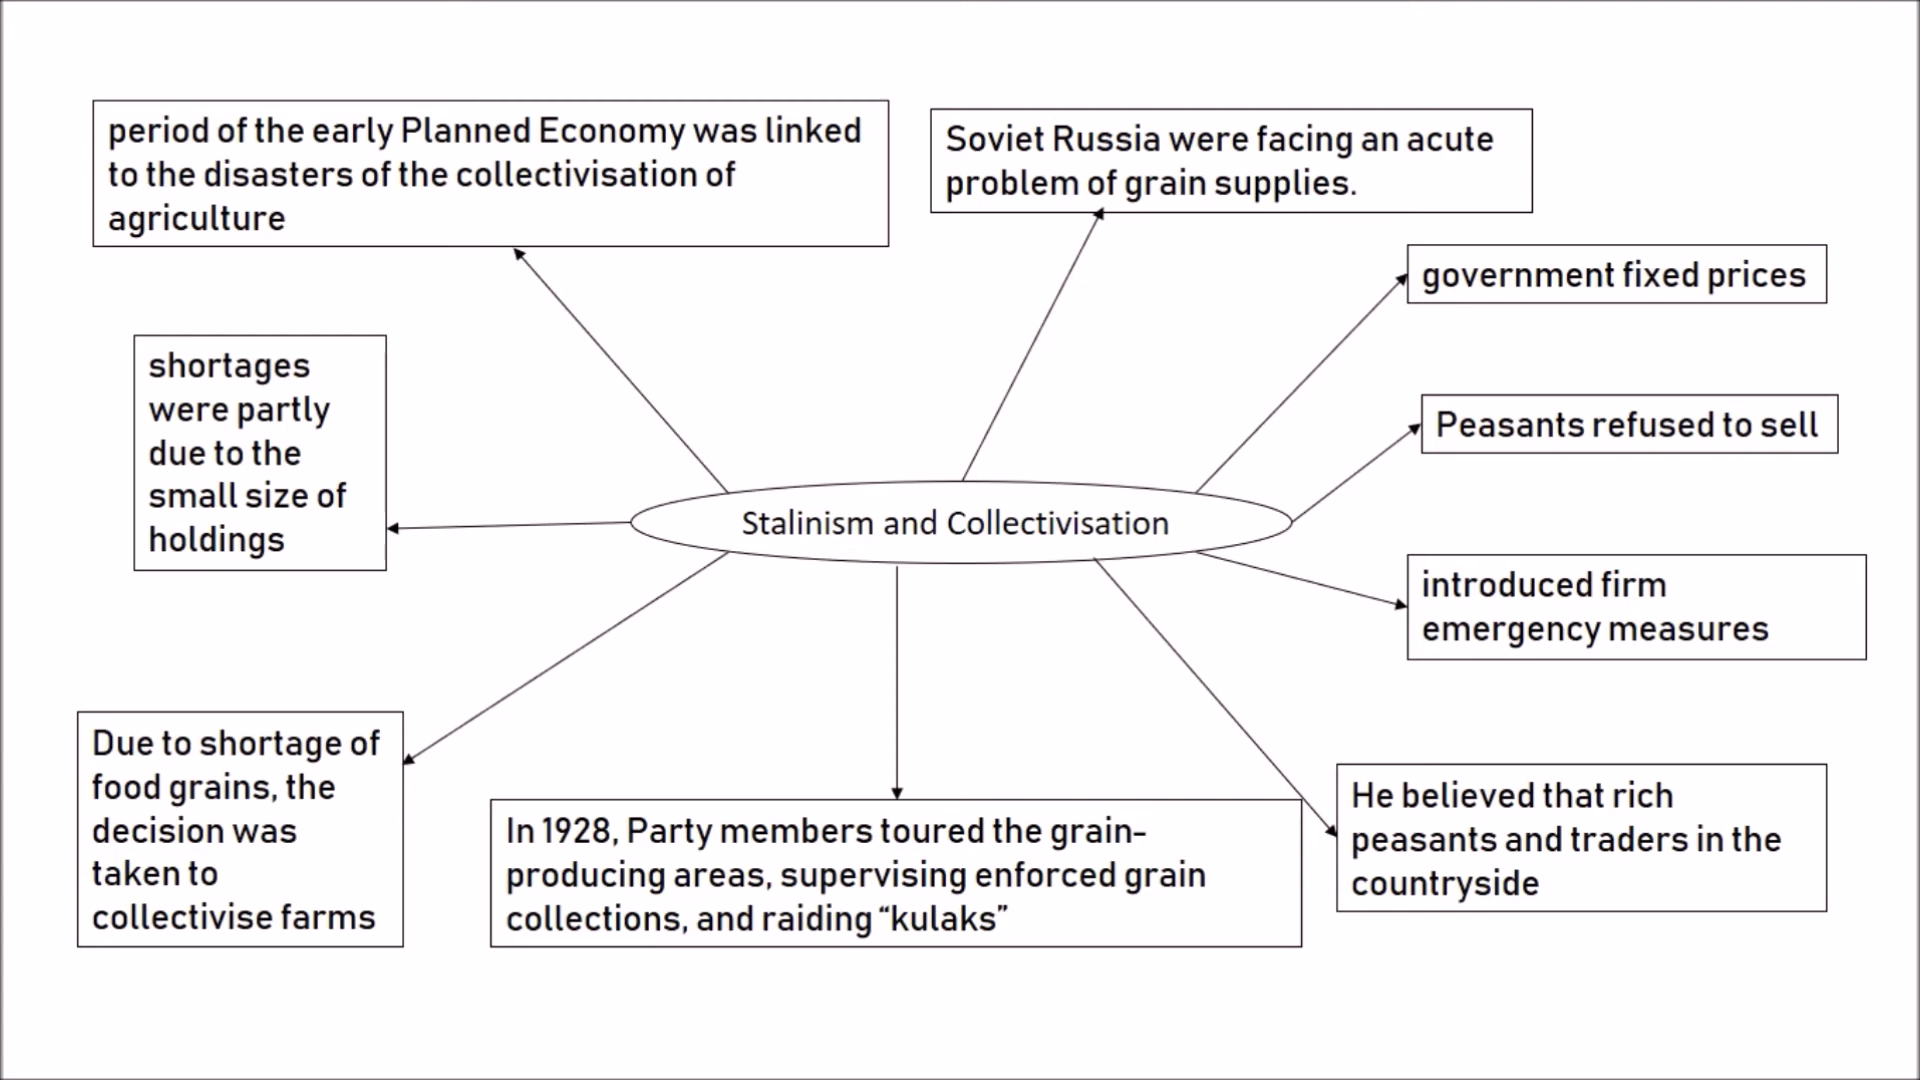 period of the early Planned Economy was linked
to the disasters of the collectivisation of
agriculture
Soviet Russia were facing an acute
problem of grain supplies.
government fixed prices
Peasants refused to sell
introduced firm
emergency measures
He believed that rich
peasants and traders in the
countryside
In 1928, Party members toured the grain-
producing areas, supervising enforced grain
collections, and raiding “kulaks”
Due to shortage of
food grains, the
decision was
taken to
collectivise farms
shortages
were partly
due to the
small size of
holdings
Stalinism and Collectivisation